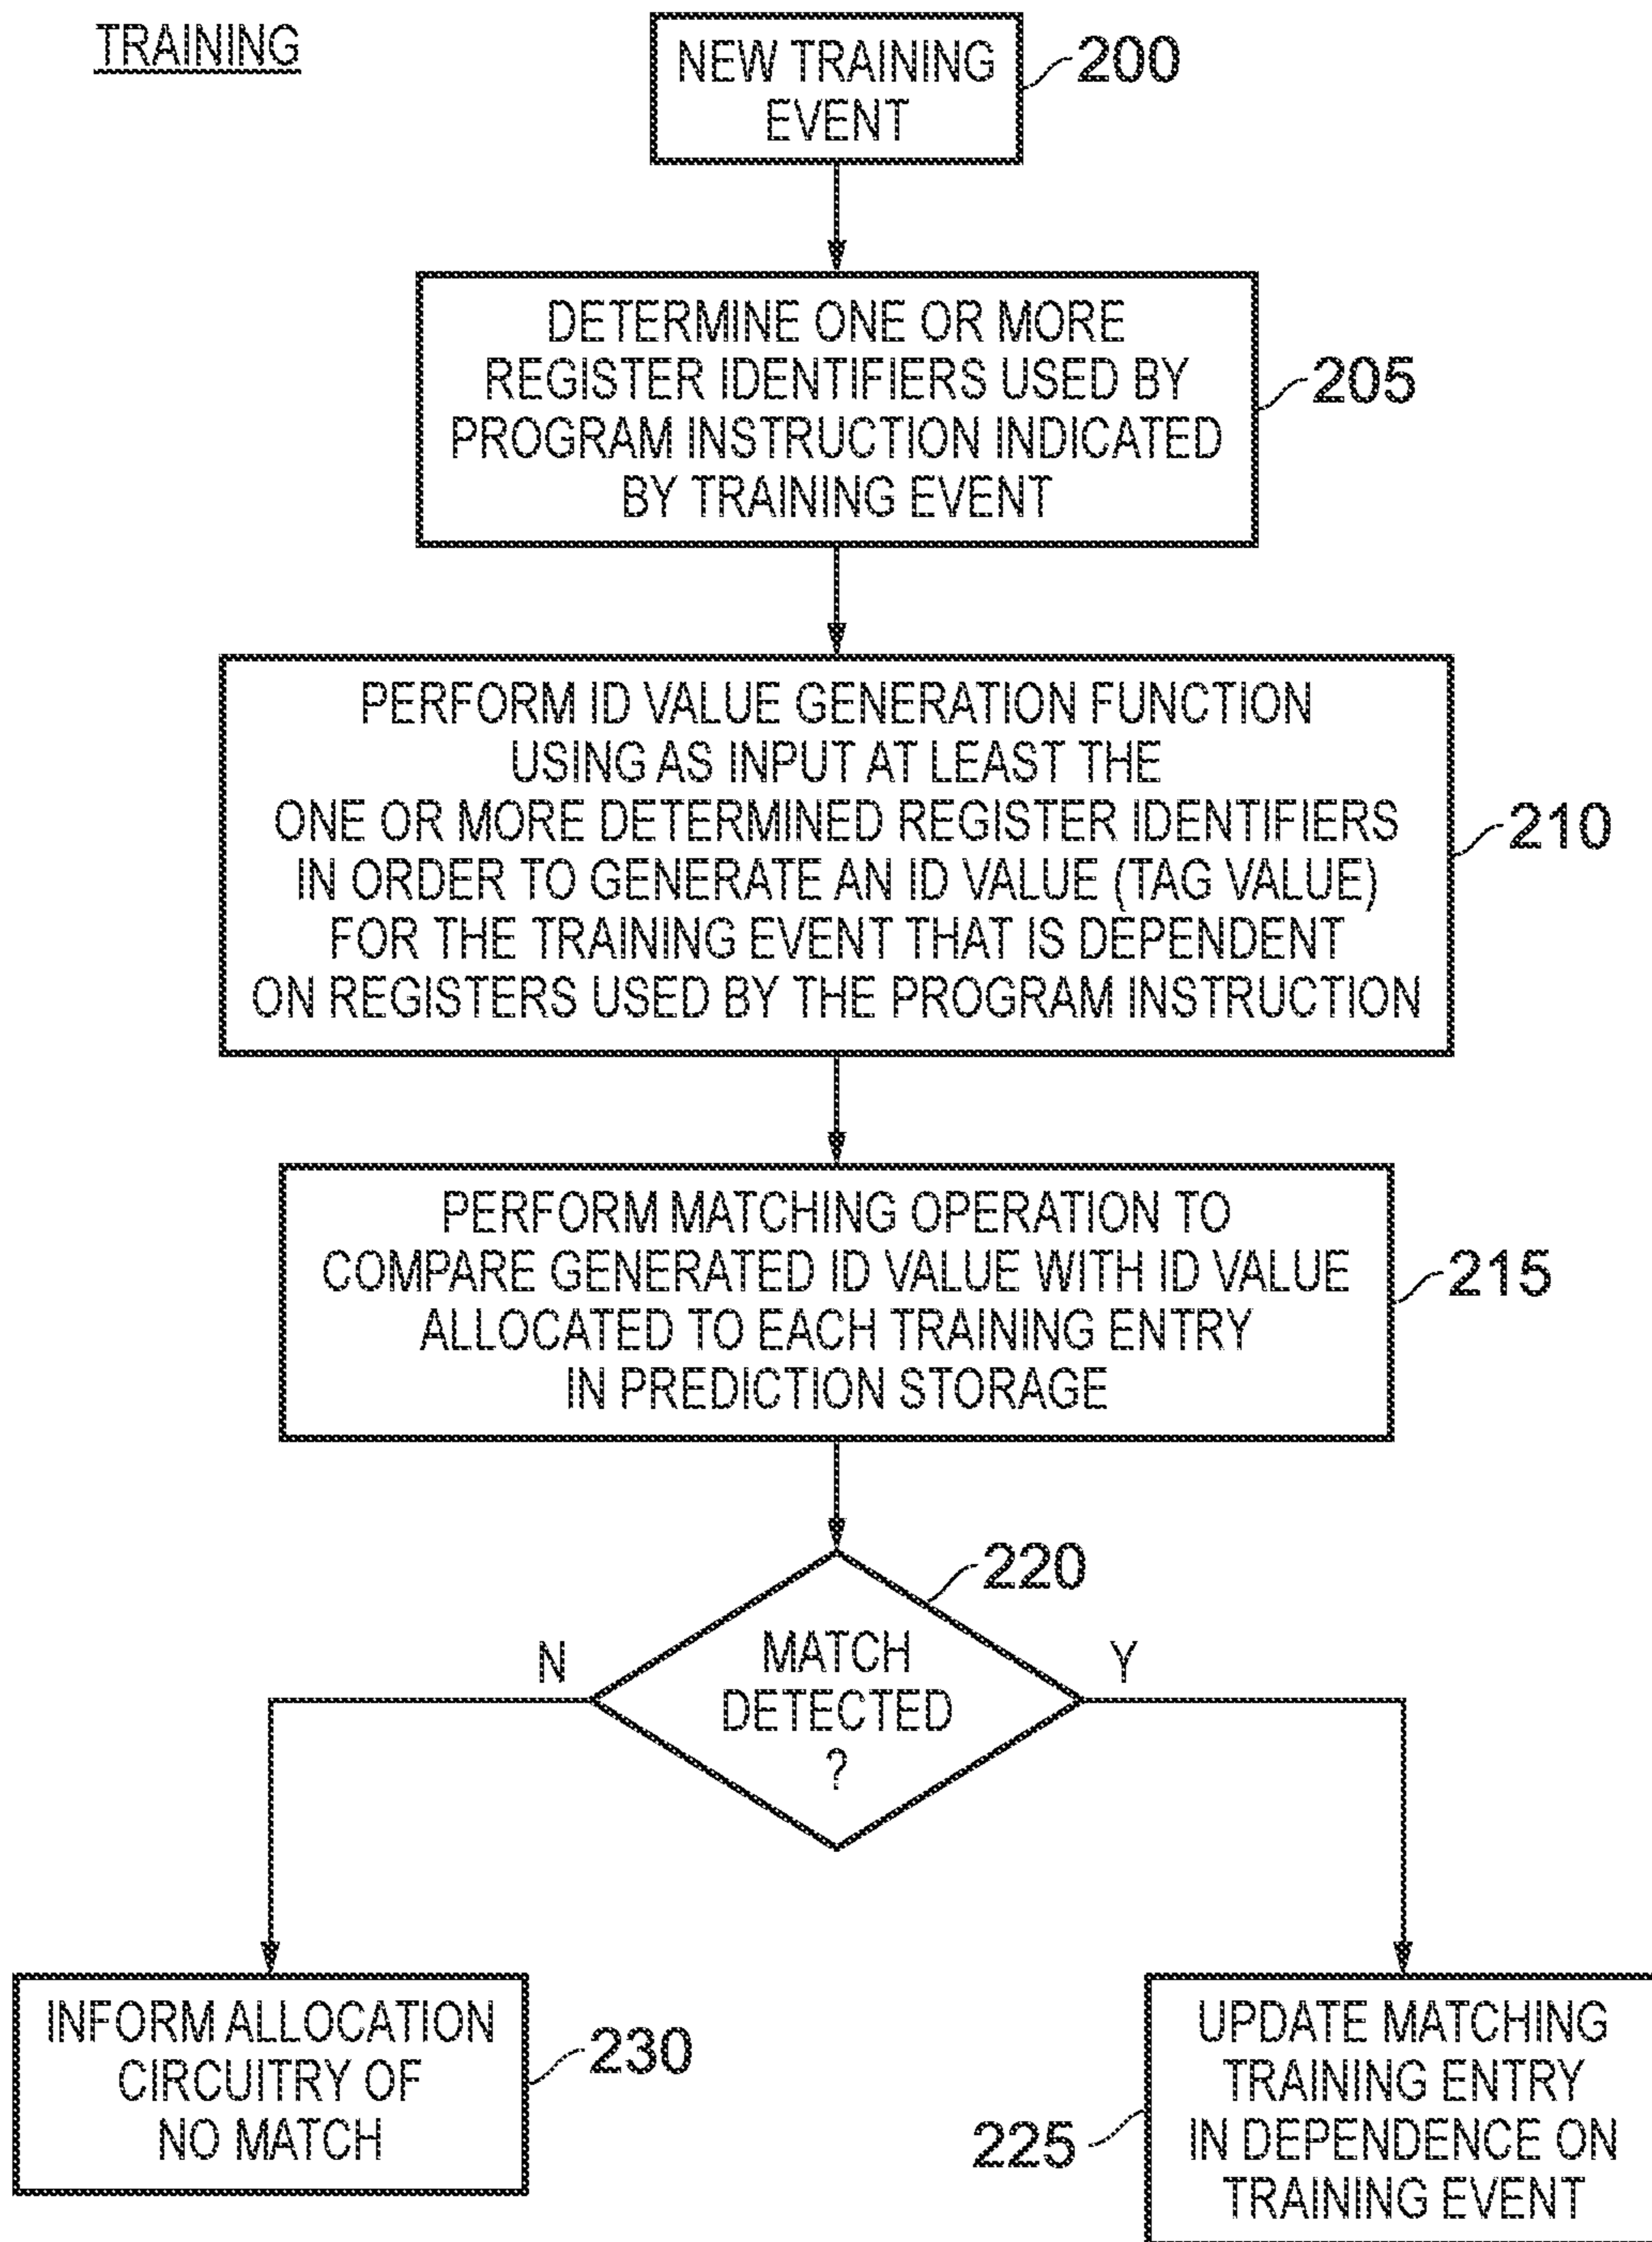 TRAINING
NEW TRAINING
EVENT
200
DETERMINE ONE OR MORE
REGISTER IDENTIFIERS USED BY
PROGRAM INSTRUCTION INDICATED
BY TRAINING EVENT
205
PERFORM ID VALUE GENERATION FUNCTION
USING AS INPUT AT LEAST THE
ONE OR MORE DETERMINED REGISTER IDENTIFIERS
IN ORDER TO GENERATE AN ID VALUE (TAG VALUE)
FOR THE TRAINING EVENT THAT IS DEPENDENT
ON REGISTERS USED BY THE PROGRAM INSTRUCTION
210
PERFORM MATCHING OPERATION TO
COMPARE GENERATED ID VALUE WITH ID VALUE
ALLOCATED TO EACH TRAINING ENTRY
IN PREDICTION STORAGE
215
220
MATCH
DETECTED
?
N
Y
INFORM ALLOCATION
CIRCUITRY OF
NO MATCH
230
UPDATE MATCHING
TRAINING ENTRY
IN DEPENDENCE ON
TRAINING EVENT
225